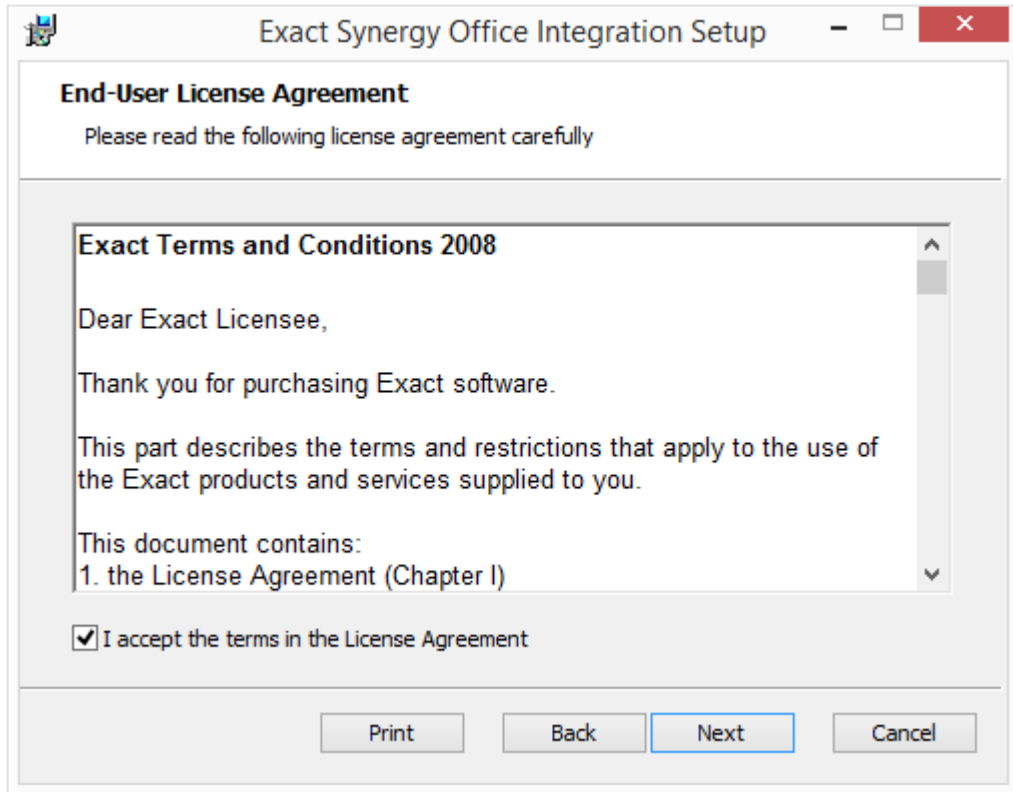 Exact Synergy Office Integration Setup
End-User License Agreement
Please read the following license agreement carefully
Exact Terms and Conditions 2008
Dear Exact Licensee,
Thank you for purchasing Exact software.
This part describes the terms and restrictions that apply to the use of
the Exact products and services supplied to you.
This document contains:
1. the License Agreement (Chapter I)
I accept the terms in the License Agreement
Print Back Next Cancel